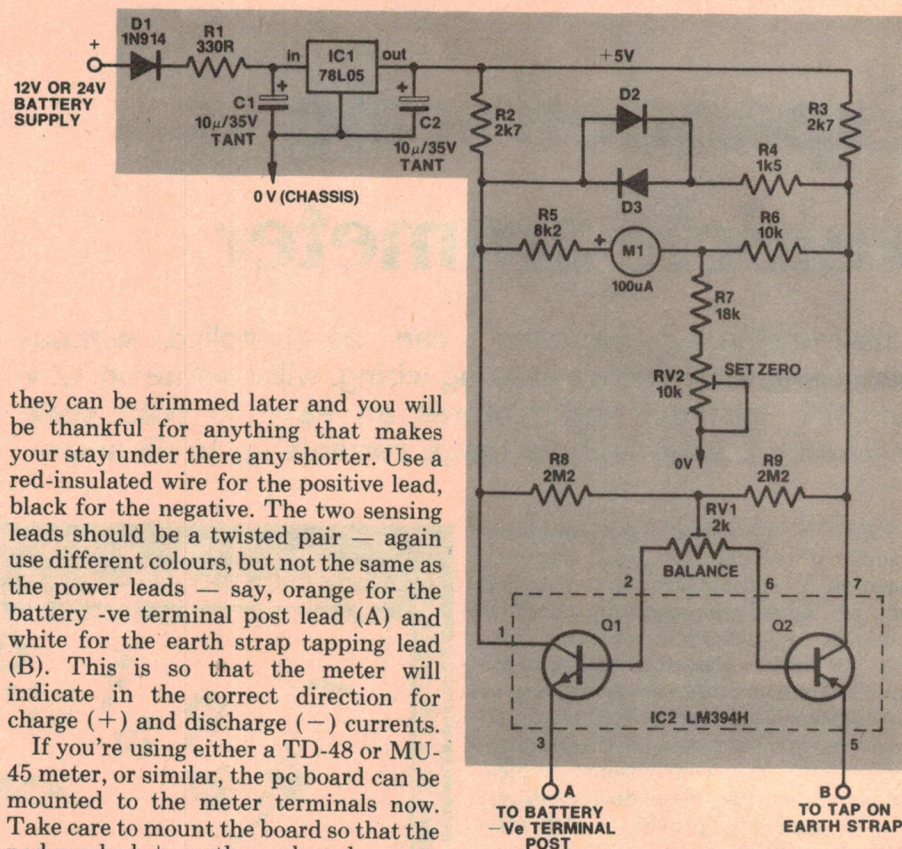 D1
1N914
R1
330R
+
in
IC1
78L05
out
+5V
12V OR 24V
BATTERY
SUPPLY
+
C1
10µ/35V
TANT
+
C2
10µ/35V
TANT
0 V (CHASSIS)
R2
2k7
D2
R3
2k7
R4
1k5
D3
R5
8k2
+
M1
100uA
R6
10k
R7
18k
RV2
10k
SET ZERO
0V
R8
2M2
R9
2M2
RV1
2k
BALANCE
2
6
7
1
Q1
Q2
IC2 LM394H
3
5
A
TO BATTERY
–Ve TERMINAL
POST
B
TO TAP ON
EARTH STRAP
they can be trimmed later and you will
be thankful for anything that makes
your stay under there any shorter. Use a
red-insulated wire for the positive lead,
black for the negative. The two sensing
leads should be a twisted pair — again
use different colours, but not the same as
the power leads — say, orange for the
battery -ve terminal post lead (A) and
white for the earth strap tapping lead
(B). This is so that the meter will
indicate in the correct direction for
charge (+) and discharge (−) currents.
If you're using either a TD-48 or MU-
45 meter, or similar, the pc board can be
mounted to the meter terminals now.
Take care to mount the board so that the